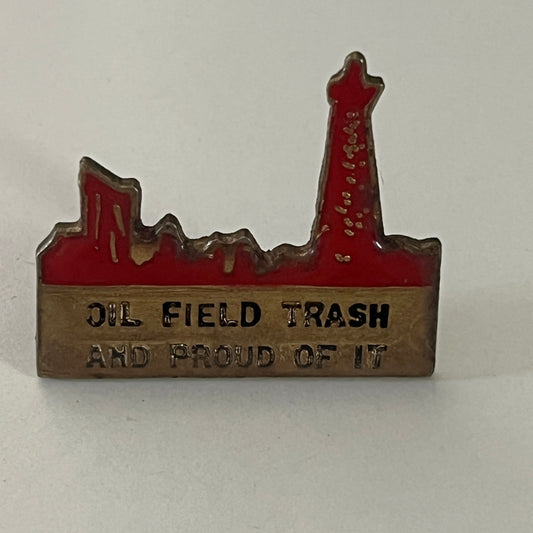 OIL FIELD TRASH
AND PROUD OF IT